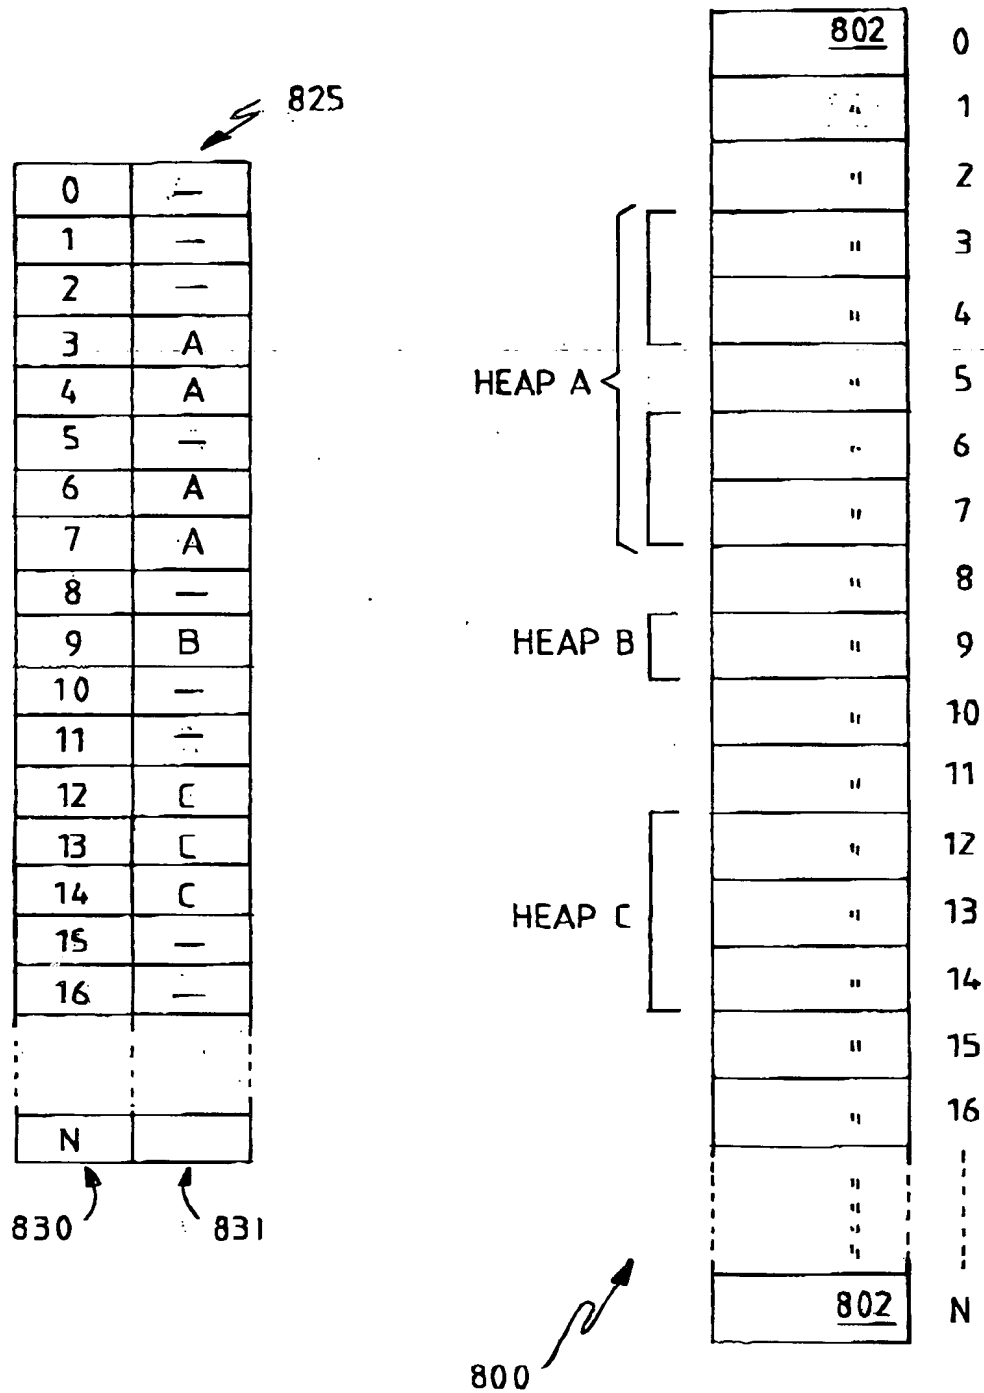 825
0 —
1 —
2 —
3 A
4 A
5 —
6 A
7 A
8 —
9 B
10 —
11 —
12 C
13 C
14 C
15 —
16 —
N
830
831
802 0
" 1
" 2
" 3
" 4
" 5
" 6
" 7
" 8
" 9
" 10
" 11
" 12
" 13
" 14
" 15
" 16
"
"
"
"
802 N
HEAP A
HEAP B
HEAP C
800